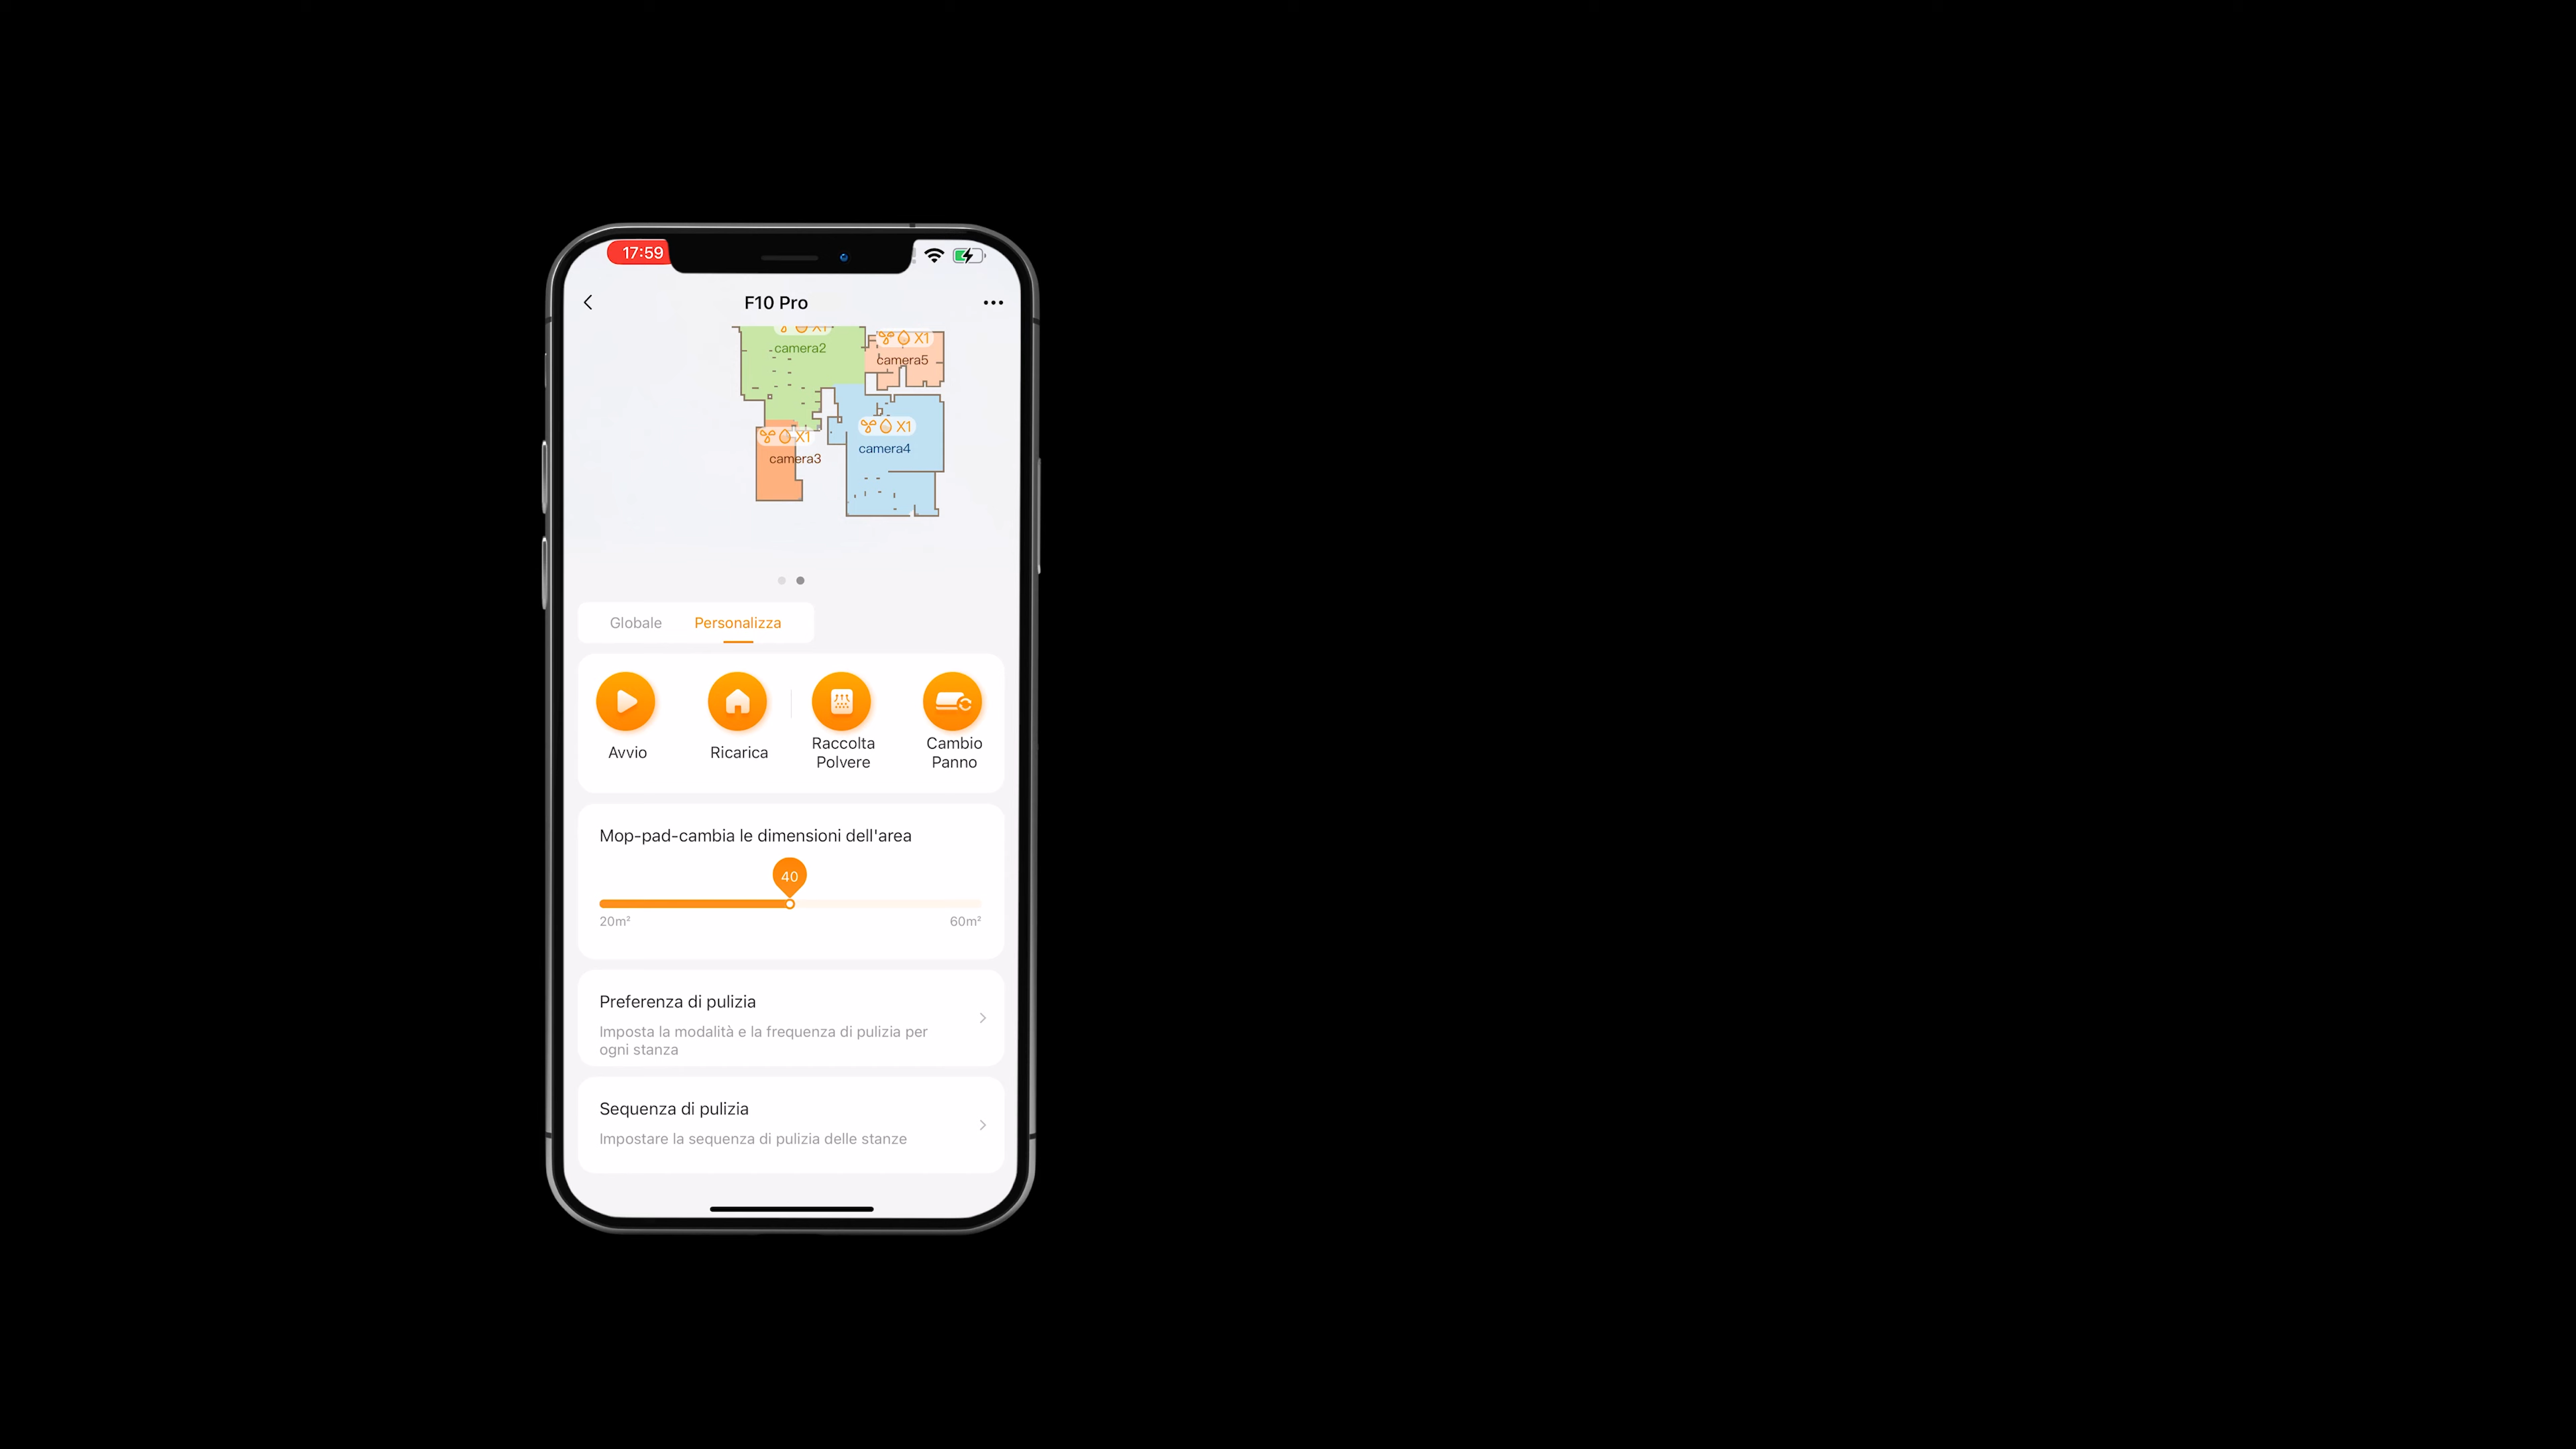 17:59
F10 Pro
X1
camera2
X1
camera5
X1
camera4
X1
camera3
Globale
Personalizza
Avvio
Ricarica
Raccolta
Polvere
Cambio
Panno
Mop-pad-cambia le dimensioni dell'area
40
20m²
60m²
Preferenza di pulizia
Imposta la modalità e la frequenza di pulizia per
ogni stanza
Sequenza di pulizia
Impostare la sequenza di pulizia delle stanze